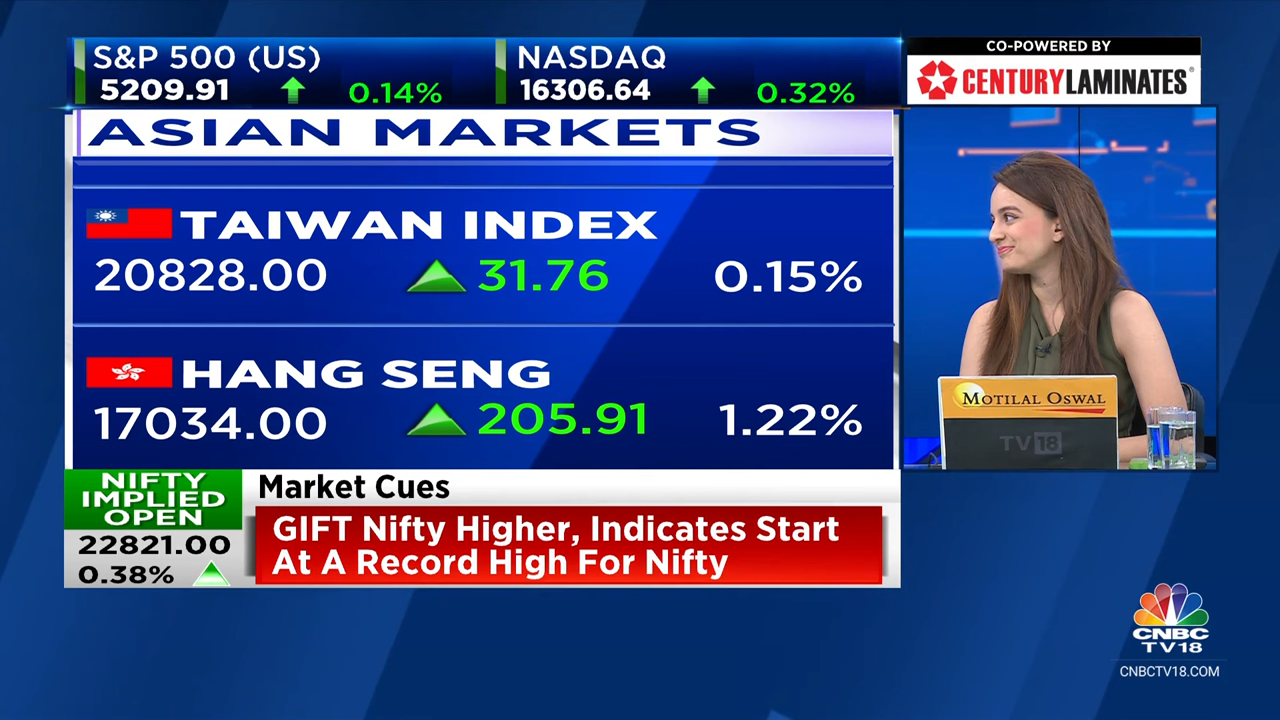 S&P 500 (US)
5209.91 0.14%
NASDAQ
16306.64 0.32%
CO-POWERED BY
CENTURYLAMINATES®
ASIAN MARKETS
TAIWAN INDEX
20828.00 31.76 0.15%
HANG SENG
17034.00 205.91 1.22%
MOTILAL OSWAL
TV18
NIFTY
IMPLIED
OPEN
22821.00
0.38%
Market Cues
GIFT Nifty Higher, Indicates Start
At A Record High For Nifty
CNBC
TV18
CNBCTV18.COM